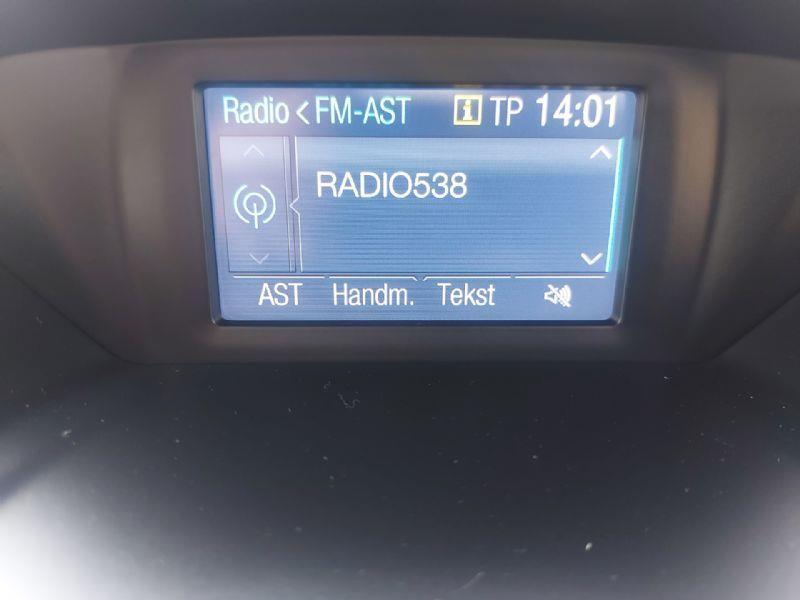 Radio < FM-AST i TP 14:01
RADIO538
AST Handm. Tekst